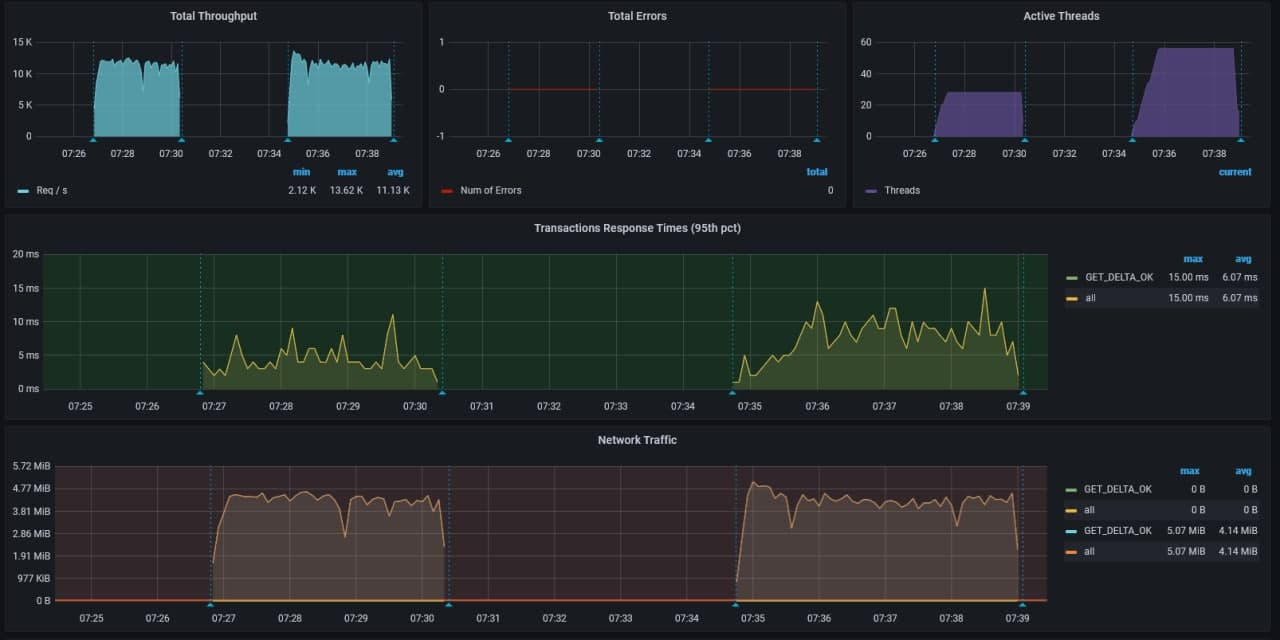 Total Throughput
15 K
10 K
5 K
0
07:26 07:28 07:30 07:32 07:34 07:36 07:38
min max avg
Req / s 2.12 K 13.62 K 11.13 K
Total Errors
1
0
-1
07:26 07:28 07:30 07:32 07:34 07:36 07:38
total
Num of Errors 0
Active Threads
60
40
20
0
07:26 07:28 07:30 07:32 07:34 07:36 07:38
current
Threads
Transactions Response Times (95th pct)
20 ms
15 ms
10 ms
5 ms
0 ms
07:25 07:26 07:27 07:28 07:29 07:30 07:31 07:32 07:33 07:34 07:35 07:36 07:37 07:38 07:39
max avg
GET_DELTA_OK 15.00 ms 6.07 ms
all 15.00 ms 6.07 ms
Network Traffic
5.72 MiB
4.77 MiB
3.81 MiB
2.86 MiB
1.91 MiB
977 KiB
0 B
07:25 07:26 07:27 07:28 07:29 07:30 07:31 07:32 07:33 07:34 07:35 07:36 07:37 07:38 07:39
max avg
GET_DELTA_OK 0 B 0 B
all 0 B 0 B
GET_DELTA_OK 5.07 MiB 4.14 MiB
all 5.07 MiB 4.14 MiB